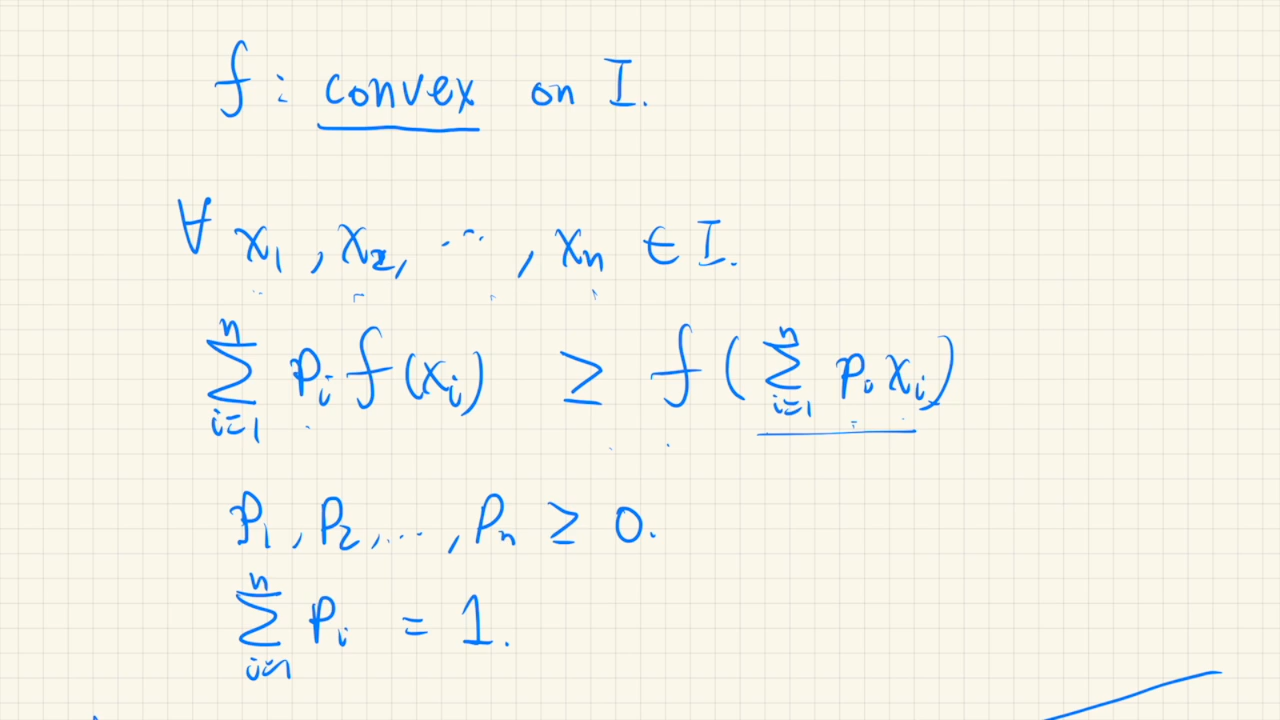 f : convex on I.
∀ x₁, x₂, ⋯, xₙ ∈ I.
∑ᵢ₌₁ⁿ pᵢ f(xᵢ) ≥ f(∑ᵢ₌₁ⁿ pᵢ xᵢ)
p₁, p₂, ⋯, pₙ ≥ 0.
∑ᵢ₌₁ⁿ pᵢ = 1.